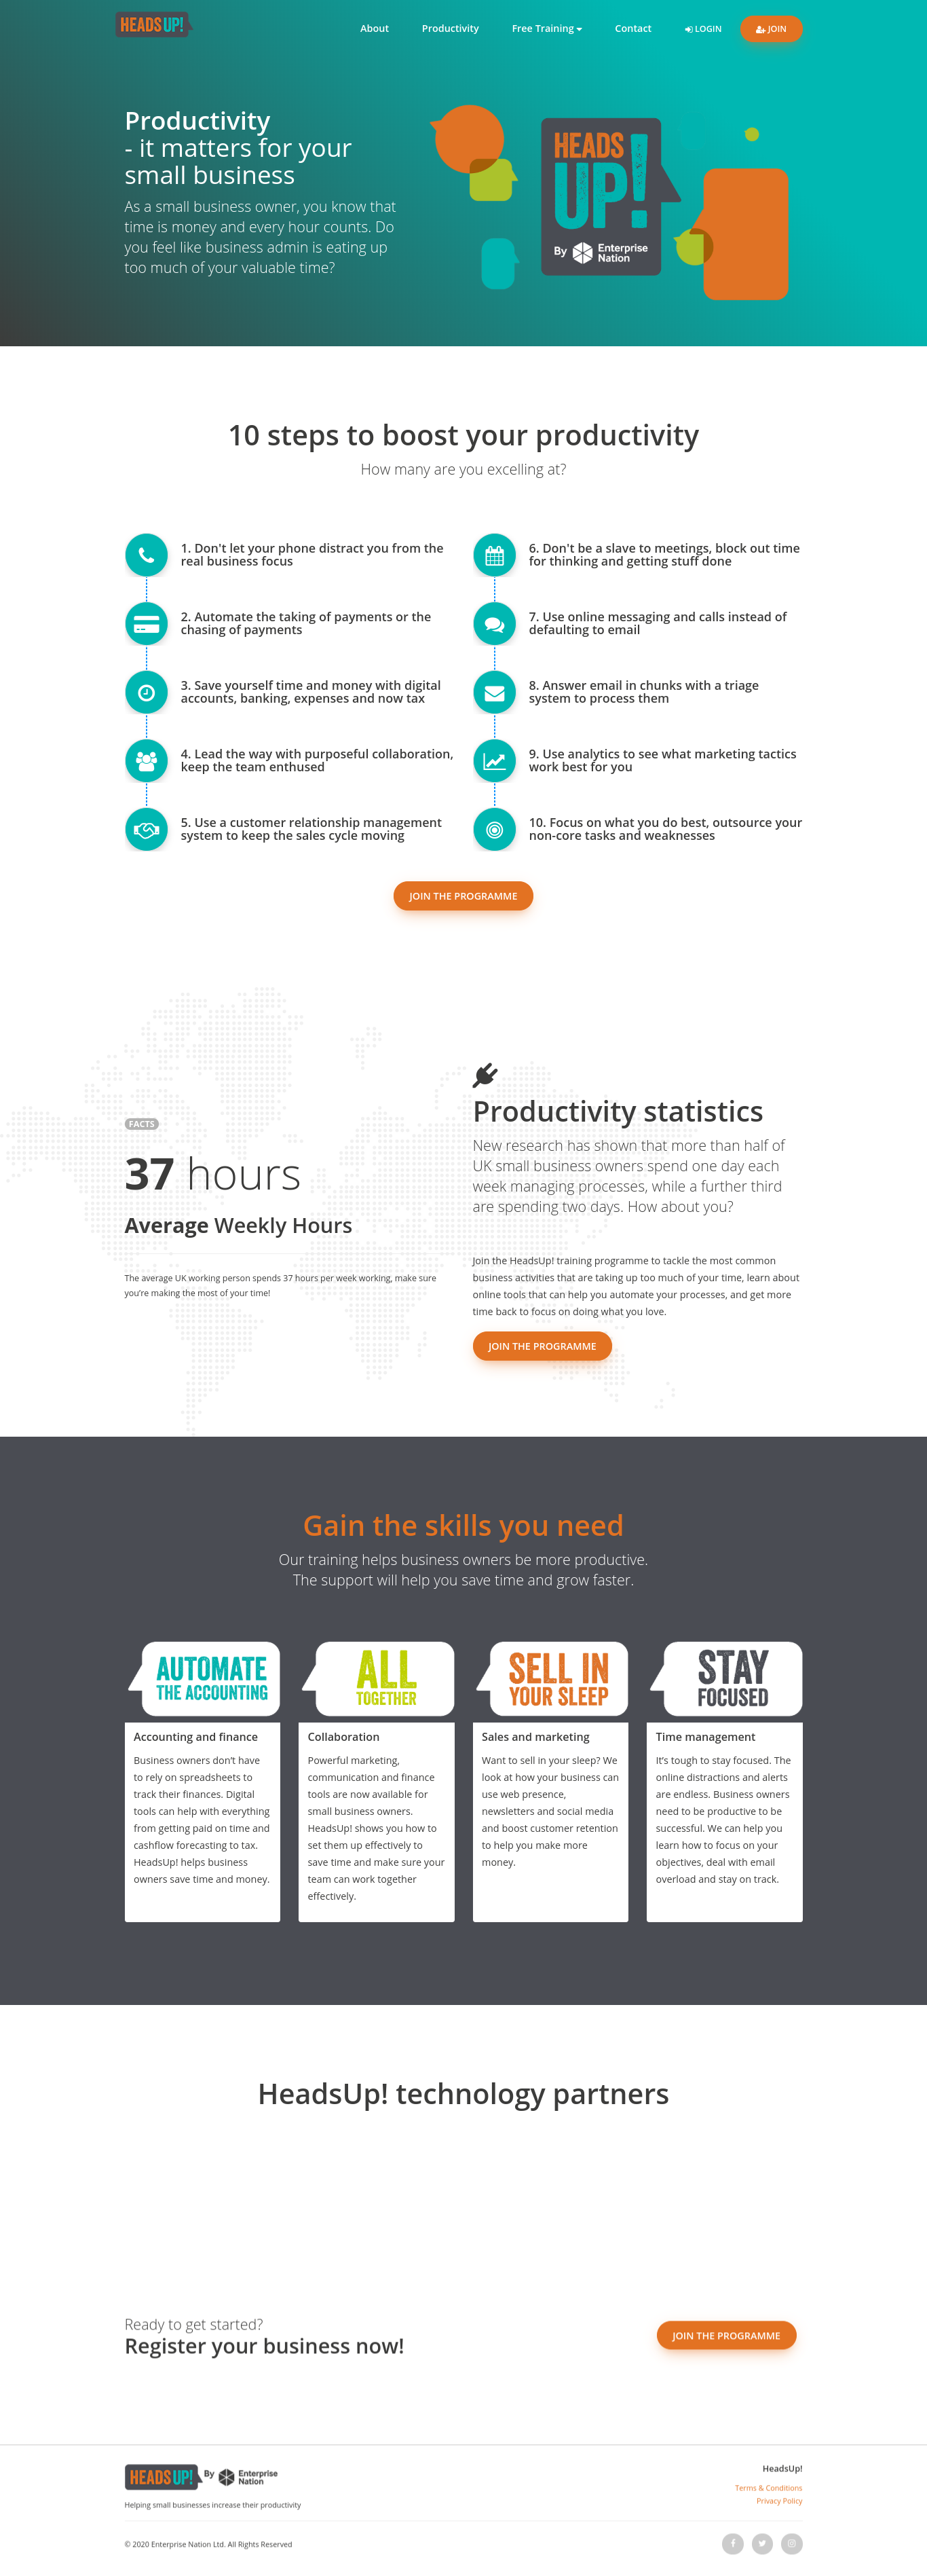 HEADS UP!
About
Productivity
Free Training
Contact
LOGIN
JOIN
Productivity
- it matters for your
small business
As a small business owner, you know that
time is money and every hour counts. Do
you feel like business admin is eating up
too much of your valuable time?
HEADS
UP!
By Enterprise
Nation
10 steps to boost your productivity
How many are you excelling at?
1. Don't let your phone distract you from the
real business focus
2. Automate the taking of payments or the
chasing of payments
3. Save yourself time and money with digital
accounts, banking, expenses and now tax
4. Lead the way with purposeful collaboration,
keep the team enthused
5. Use a customer relationship management
system to keep the sales cycle moving
6. Don't be a slave to meetings, block out time
for thinking and getting stuff done
7. Use online messaging and calls instead of
defaulting to email
8. Answer email in chunks with a triage
system to process them
9. Use analytics to see what marketing tactics
work best for you
10. Focus on what you do best, outsource your
non-core tasks and weaknesses
JOIN THE PROGRAMME
FACTS
37 hours
Average Weekly Hours
The average UK working person spends 37 hours per week working, make sure
you're making the most of your time!
Productivity statistics
New research has shown that more than half of
UK small business owners spend one day each
week managing processes, while a further third
are spending two days. How about you?
Join the HeadsUp! training programme to tackle the most common
business activities that are taking up too much of your time, learn about
online tools that can help you automate your processes, and get more
time back to focus on doing what you love.
JOIN THE PROGRAMME
Gain the skills you need
Our training helps business owners be more productive.
The support will help you save time and grow faster.
AUTOMATE
THE ACCOUNTING
Accounting and finance
Business owners don't have
to rely on spreadsheets to
track their finances. Digital
tools can help with everything
from getting paid on time and
cashflow forecasting to tax.
HeadsUp! helps business
owners save time and money.
ALL
TOGETHER
Collaboration
Powerful marketing,
communication and finance
tools are now available for
small business owners.
HeadsUp! shows you how to
set them up effectively to
save time and make sure your
team can work together
effectively.
SELL IN
YOUR SLEEP
Sales and marketing
Want to sell in your sleep? We
look at how your business can
use web presence,
newsletters and social media
and boost customer retention
to help you make more
money.
STAY
FOCUSED
Time management
It's tough to stay focused. The
online distractions and alerts
are endless. Business owners
need to be productive to be
successful. We can help you
learn how to focus on your
objectives, deal with email
overload and stay on track.
HeadsUp! technology partners
Ready to get started?
Register your business now!
JOIN THE PROGRAMME
HEADS UP! By Enterprise
Nation
Helping small businesses increase their productivity
HeadsUp!
Terms & Conditions
Privacy Policy
© 2020 Enterprise Nation Ltd. All Rights Reserved